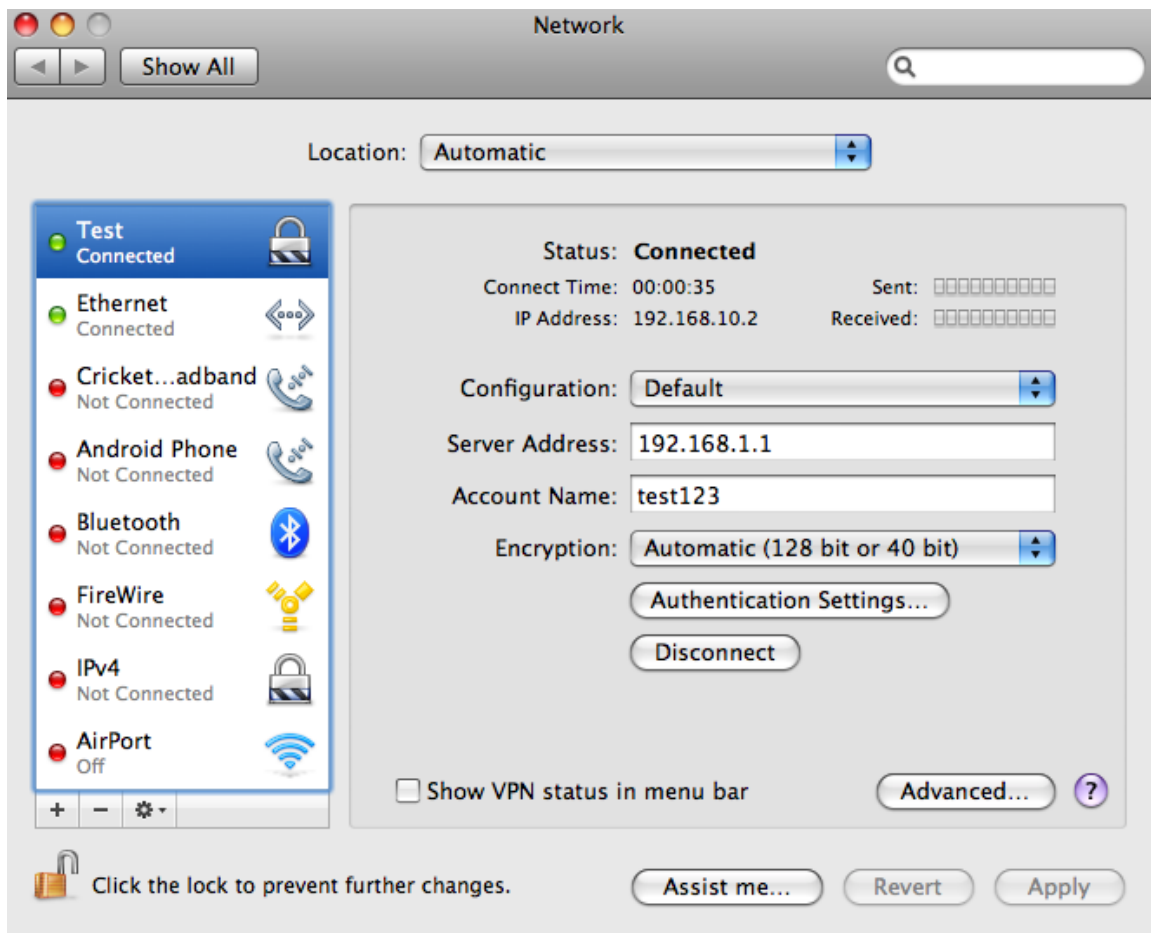 Network
Show All
Location: Automatic
Test
Connected
Ethernet
Connected
Cricket...adband
Not Connected
Android Phone
Not Connected
Bluetooth
Not Connected
FireWire
Not Connected
IPv4
Not Connected
AirPort
Off
Status: Connected
Connect Time: 00:00:35 Sent:
IP Address: 192.168.10.2 Received:
Configuration: Default
Server Address: 192.168.1.1
Account Name: test123
Encryption: Automatic (128 bit or 40 bit)
Authentication Settings...
Disconnect
Show VPN status in menu bar Advanced... ?
Click the lock to prevent further changes. Assist me... Revert Apply